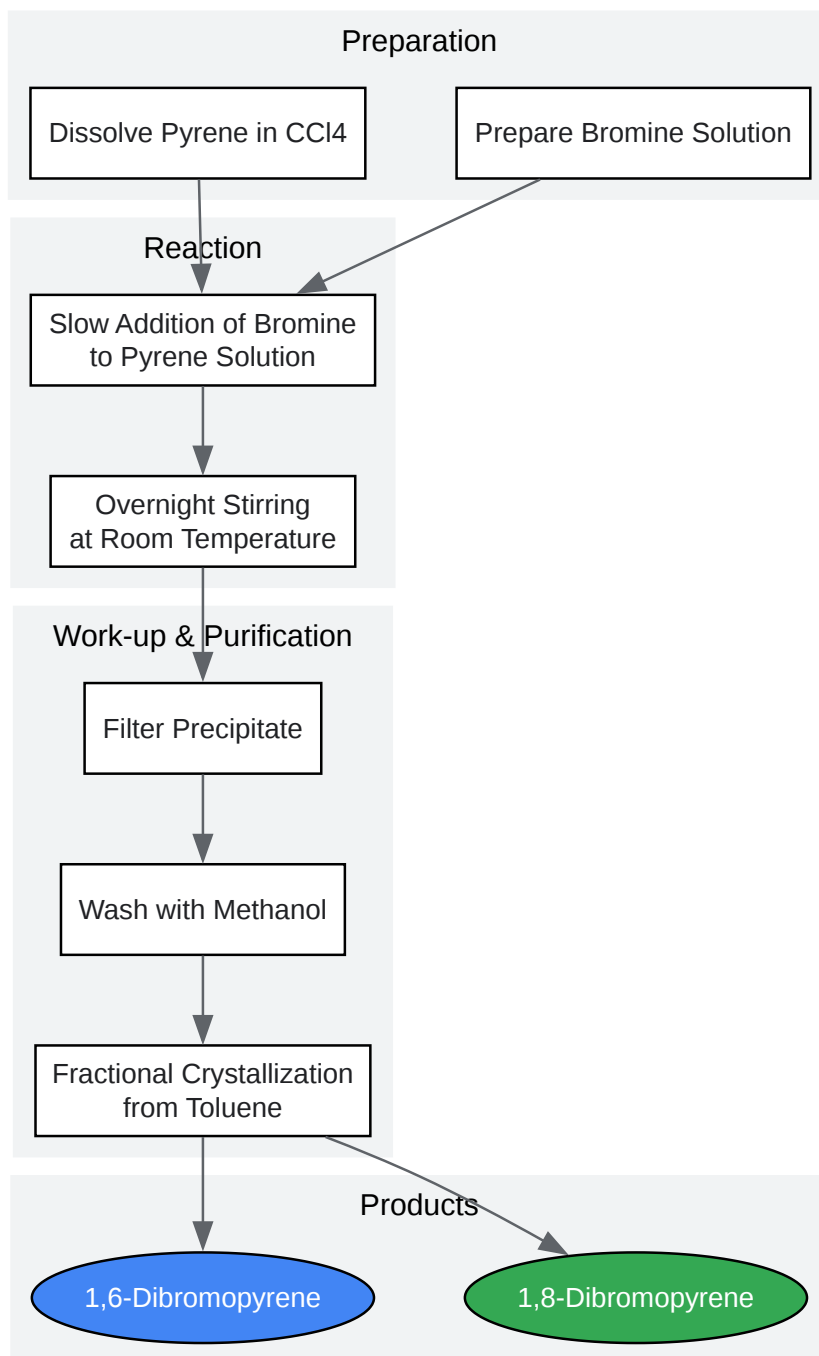 Preparation
Dissolve Pyrene in CCl4
Prepare Bromine Solution
Reaction
Slow Addition of Bromine
to Pyrene Solution
Overnight Stirring
at Room Temperature
Work-up & Purification
Filter Precipitate
Wash with Methanol
Fractional Crystallization
from Toluene
Products
1,6-Dibromopyrene
1,8-Dibromopyrene